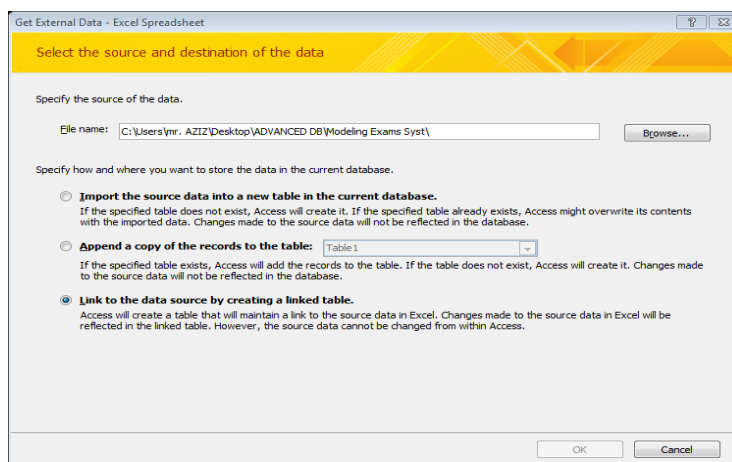 Get External Data - Excel Spreadsheet
Select the source and destination of the data
Specify the source of the data.
File name: C:\Users\mr. AZIZ\Desktop\ADVANCED DB\Modeling Exams Syst\ Browse...
Specify how and where you want to store the data in the current database.
Import the source data into a new table in the current database.
If the specified table does not exist, Access will create it. If the specified table already exists, Access might overwrite its contents
with the imported data. Changes made to the source data will not be reflected in the database.
Append a copy of the records to the table: Table1
If the specified table exists, Access will add the records to the table. If the table does not exist, Access will create it. Changes made
to the source data will not be reflected in the database.
Link to the data source by creating a linked table.
Access will create a table that will maintain a link to the source data in Excel. Changes made to the source data in Excel will be
reflected in the linked table. However, the source data cannot be changed from within Access.
OK Cancel